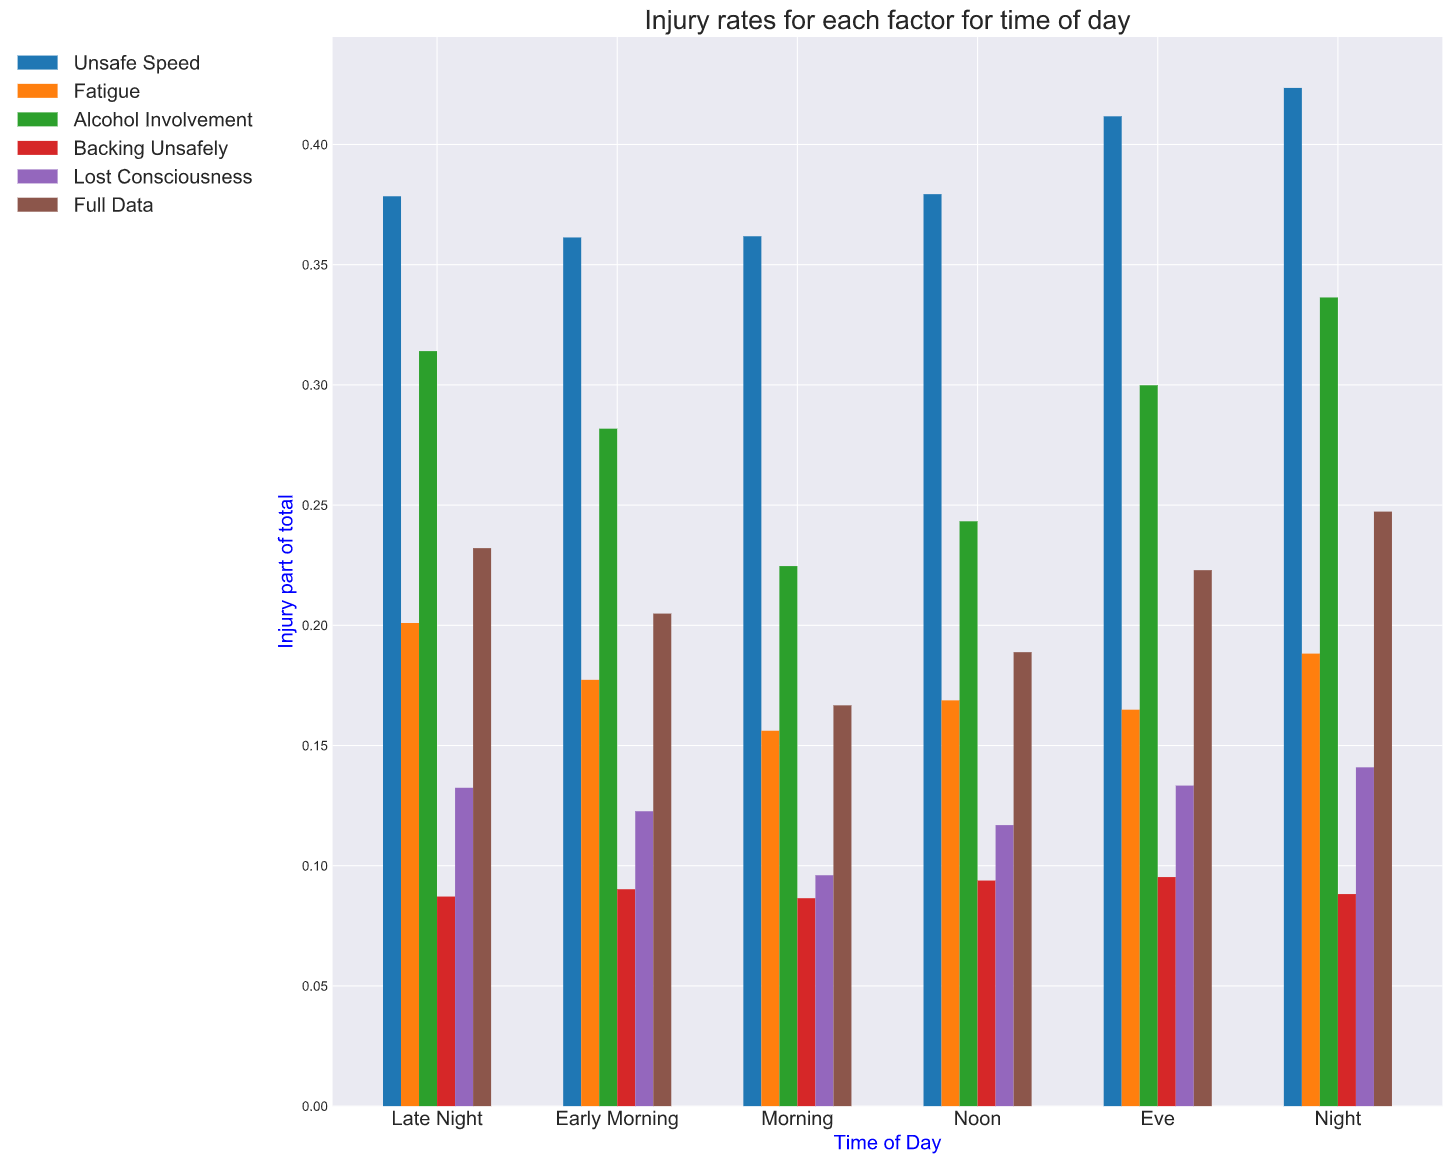 Injury rates for each factor for time of day
Unsafe Speed
Fatigue
Alcohol Involvement
Backing Unsafely
Lost Consciousness
Full Data
0.40
0.35
0.30
0.25
0.20
0.15
0.10
0.05
0.00
Injury part of total
Late Night
Early Morning
Morning
Noon
Eve
Night
Time of Day